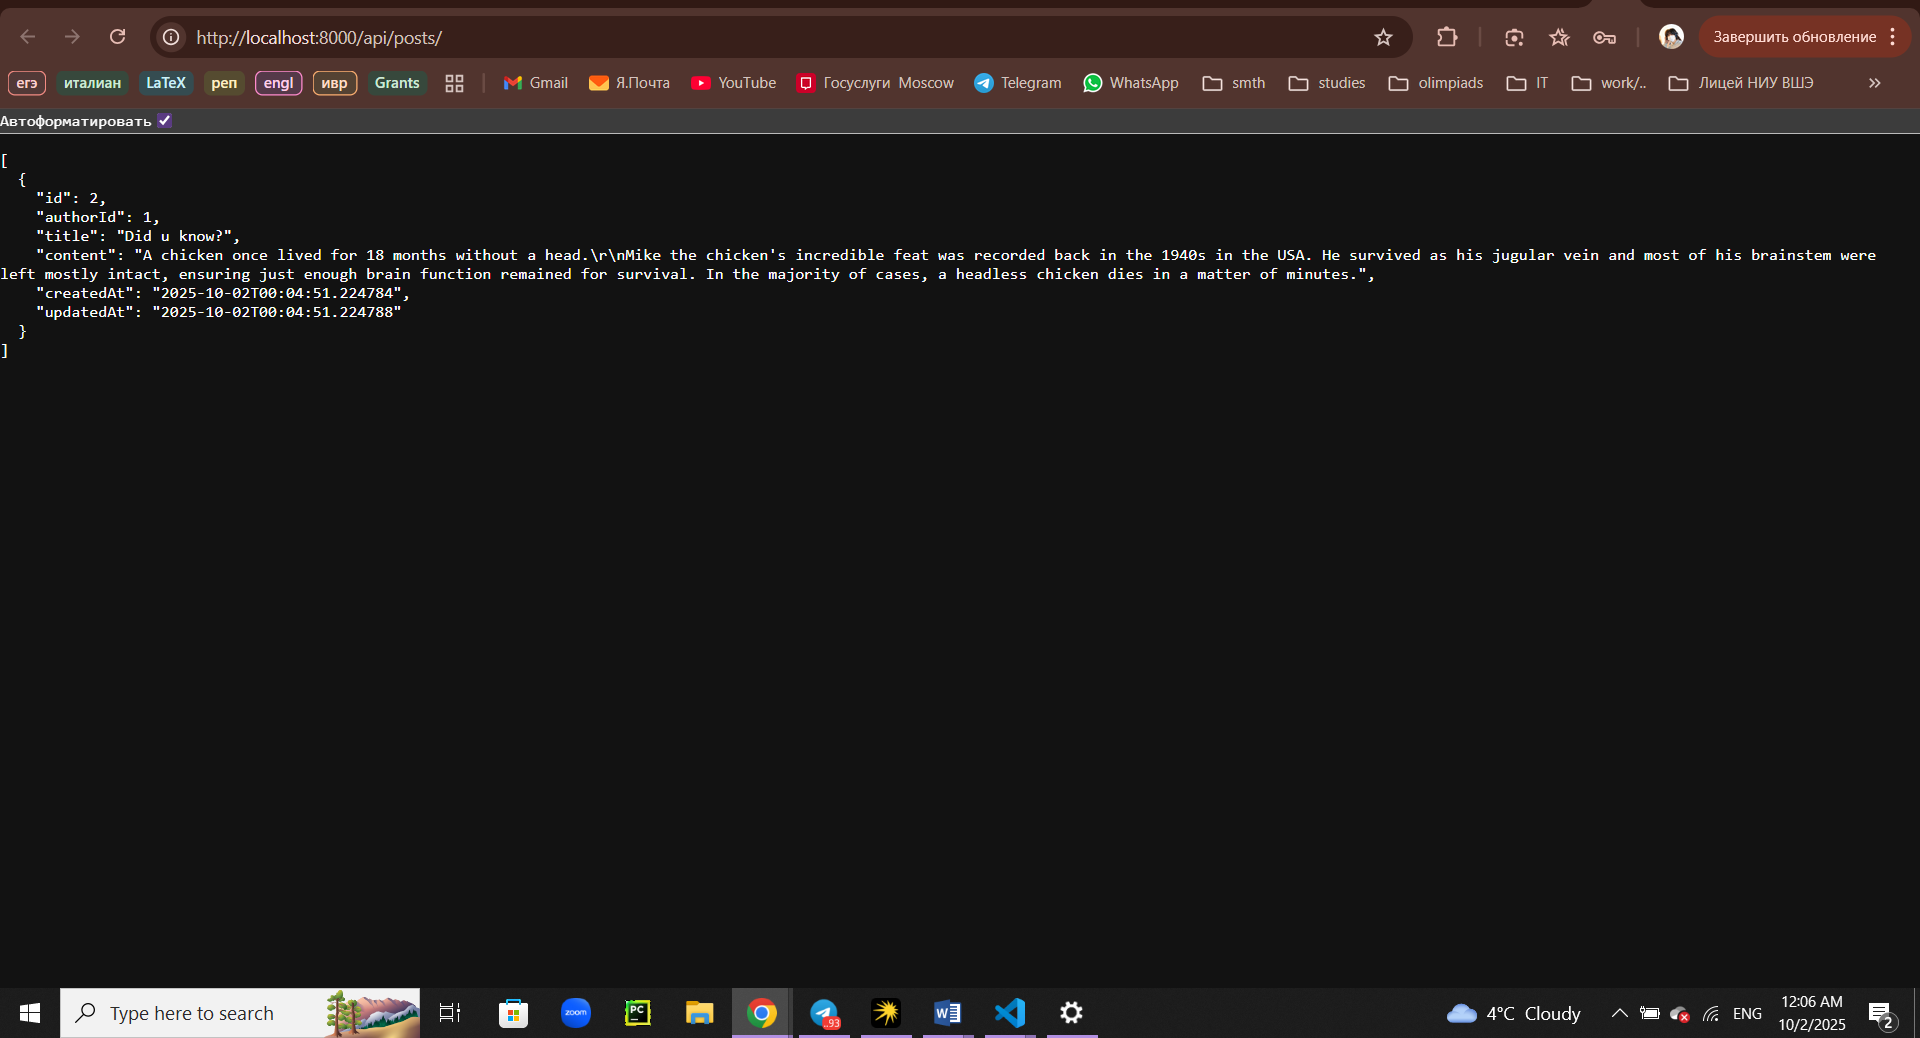 http://localhost:8000/api/posts/
Завершить обновление
егэ италиан LaTeX реп engl ивр Grants Gmail Я.Почта YouTube Госуслуги Moscow Telegram WhatsApp smth studies olimpiads IT work/.. Лицей НИУ ВШЭ »
Автоформатировать
[
  {
    "id": 2,
    "authorId": 1,
    "title": "Did u know?",
    "content": "A chicken once lived for 18 months without a head.\r\nMike the chicken's incredible feat was recorded back in the 1940s in the USA. He survived as his jugular vein and most of his brainstem were
left mostly intact, ensuring just enough brain function remained for survival. In the majority of cases, a headless chicken dies in a matter of minutes.",
    "createdAt": "2025-10-02T00:04:51.224784",
    "updatedAt": "2025-10-02T00:04:51.224788"
  }
]
Type here to search
zoom
PC
93
W
4°C Cloudy
ENG
12:06 AM
10/2/2025
2